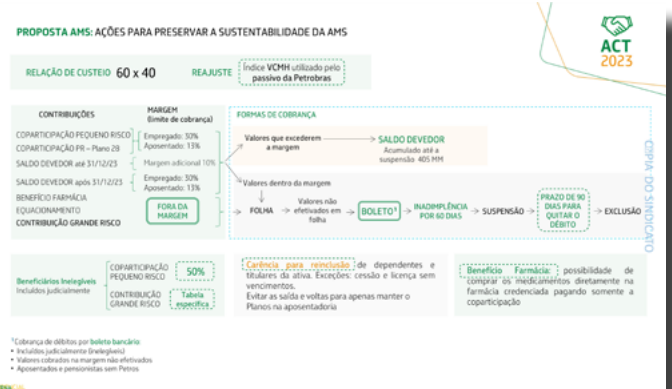 PROPOSTA AMS: AÇÕES PARA PRESERVAR A SUSTENTABILIDADE DA AMS
ACT
2023
RELAÇÃO DE CUSTEIO 60 x 40
REAJUSTE
Índice VCMH utilizado pelo
passivo da Petrobras
CONTRIBUIÇÕES
MARGEM
(limite de cobrança)
COPARTICIPAÇÃO PEQUENO RISCO
COPARTICIPAÇÃO PR – Plano 28
Empregado: 30%
Aposentado: 13%
SALDO DEVEDOR até 31/12/23
Margem adicional 10%
SALDO DEVEDOR após 31/12/23
Empregado: 30%
Aposentado: 13%
BENEFÍCIO FARMÁCIA
EQUACIONAMENTO
CONTRIBUIÇÃO GRANDE RISCO
FORA DA
MARGEM
FORMAS DE COBRANÇA
Valores que excederem
a margem
SALDO DEVEDOR
Acumulado até a
suspensão 405 MM
Valores dentro da margem
FOLHA
Valores não
efetivados em
folha
BOLETO¹
INADIMPLÊNCIA
POR 60 DIAS
SUSPENSÃO
PRAZO DE 90
DIAS PARA
QUITAR O
DÉBITO
EXCLUSÃO
CÓPIA DO SINDICATO
Beneficiários Inelegíveis
Incluídos judicialmente
COPARTICIPAÇÃO
PEQUENO RISCO
50%
CONTRIBUIÇÃO
GRANDE RISCO
Tabela
específica
Carência para reinclusão de dependentes e
titulares da ativa. Exceções: cessão e licença sem
vencimentos.
Evitar as saída e voltas para apenas manter o
Planos na aposentadoria
Benefício Farmácia: possibilidade de
comprar os medicamentos diretamente na
farmácia credenciada pagando somente a
coparticipação
¹Cobrança de débitos por boleto bancário:
• Incluídos judicialmente (inelegíveis)
• Valores cobrados na margem não efetivados
• Aposentados e pensionistas sem Petros